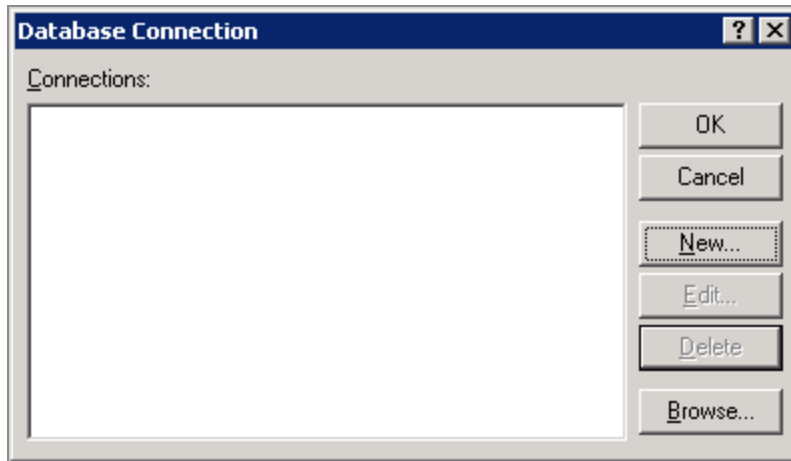 Database Connection
Connections:
OK
Cancel
New...
Edit...
Delete
Browse...